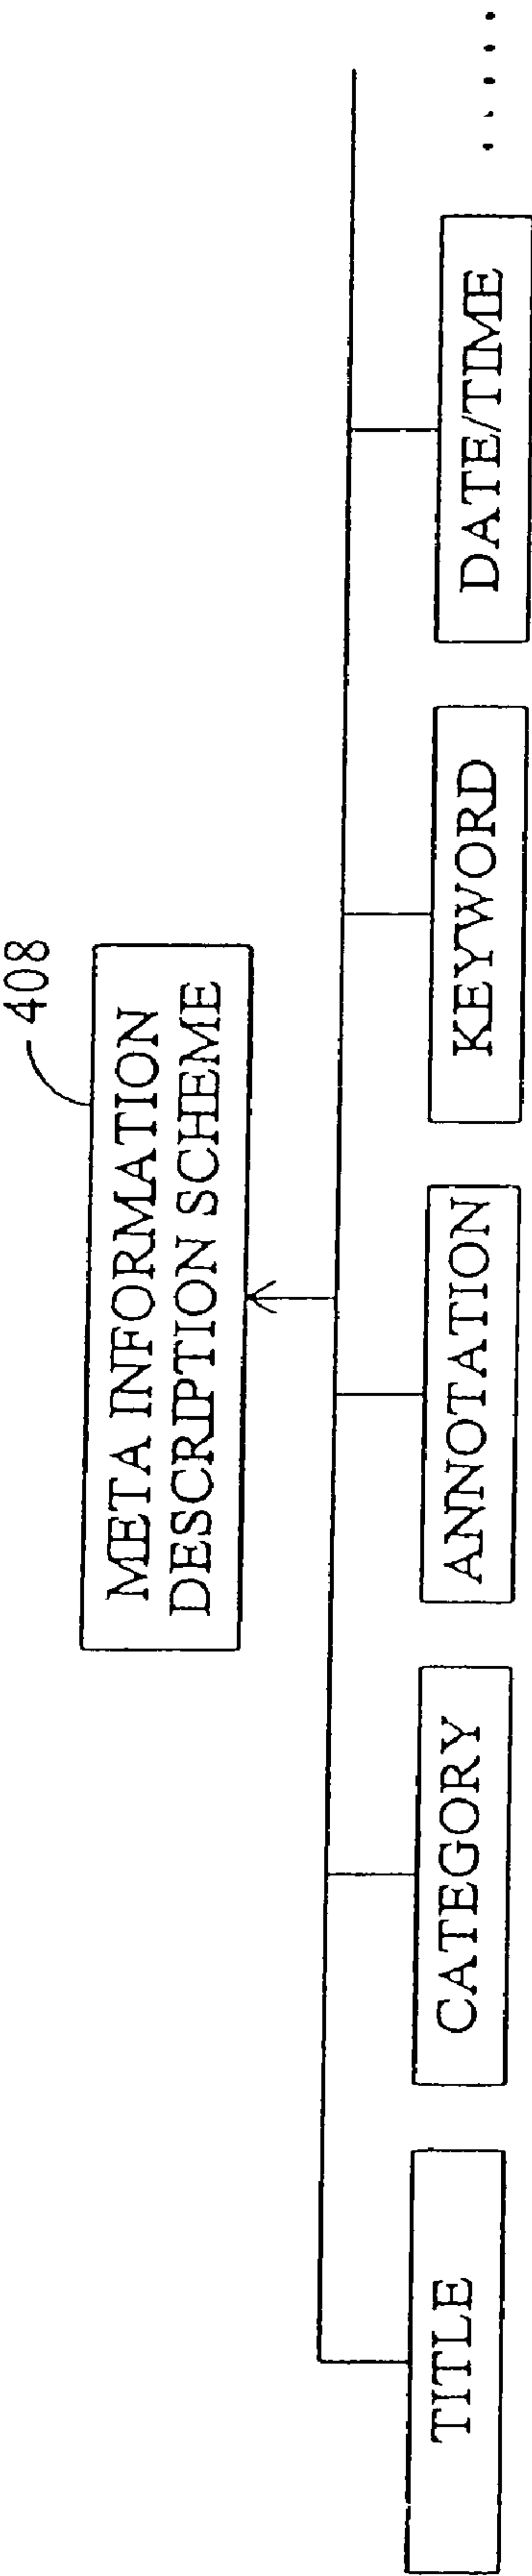 408
META INFORMATION
DESCRIPTION SCHEME
TITLE
CATEGORY
ANNOTATION
KEYWORD
DATE/TIME
.....